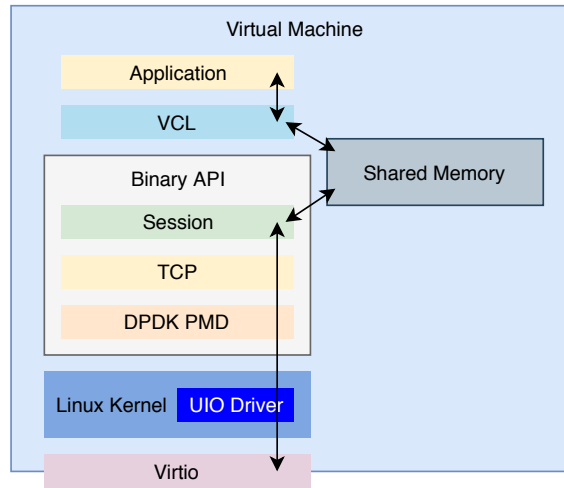 Virtual Machine
Application
VCL
Shared Memory
Binary API
Session
TCP
DPDK PMD
Linux Kernel UIO Driver
Virtio